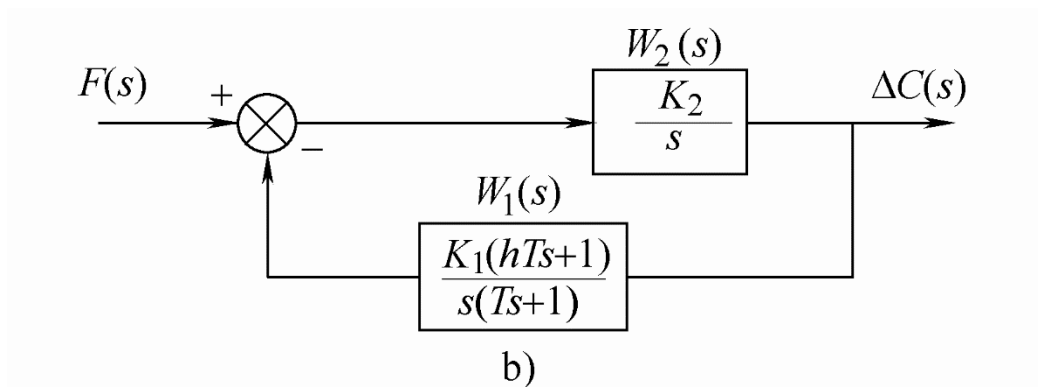 W₂(s)
F(s)
+
−
K₂
s
ΔC(s)
W₁(s)
K₁(hTs+1)
s(Ts+1)
b)